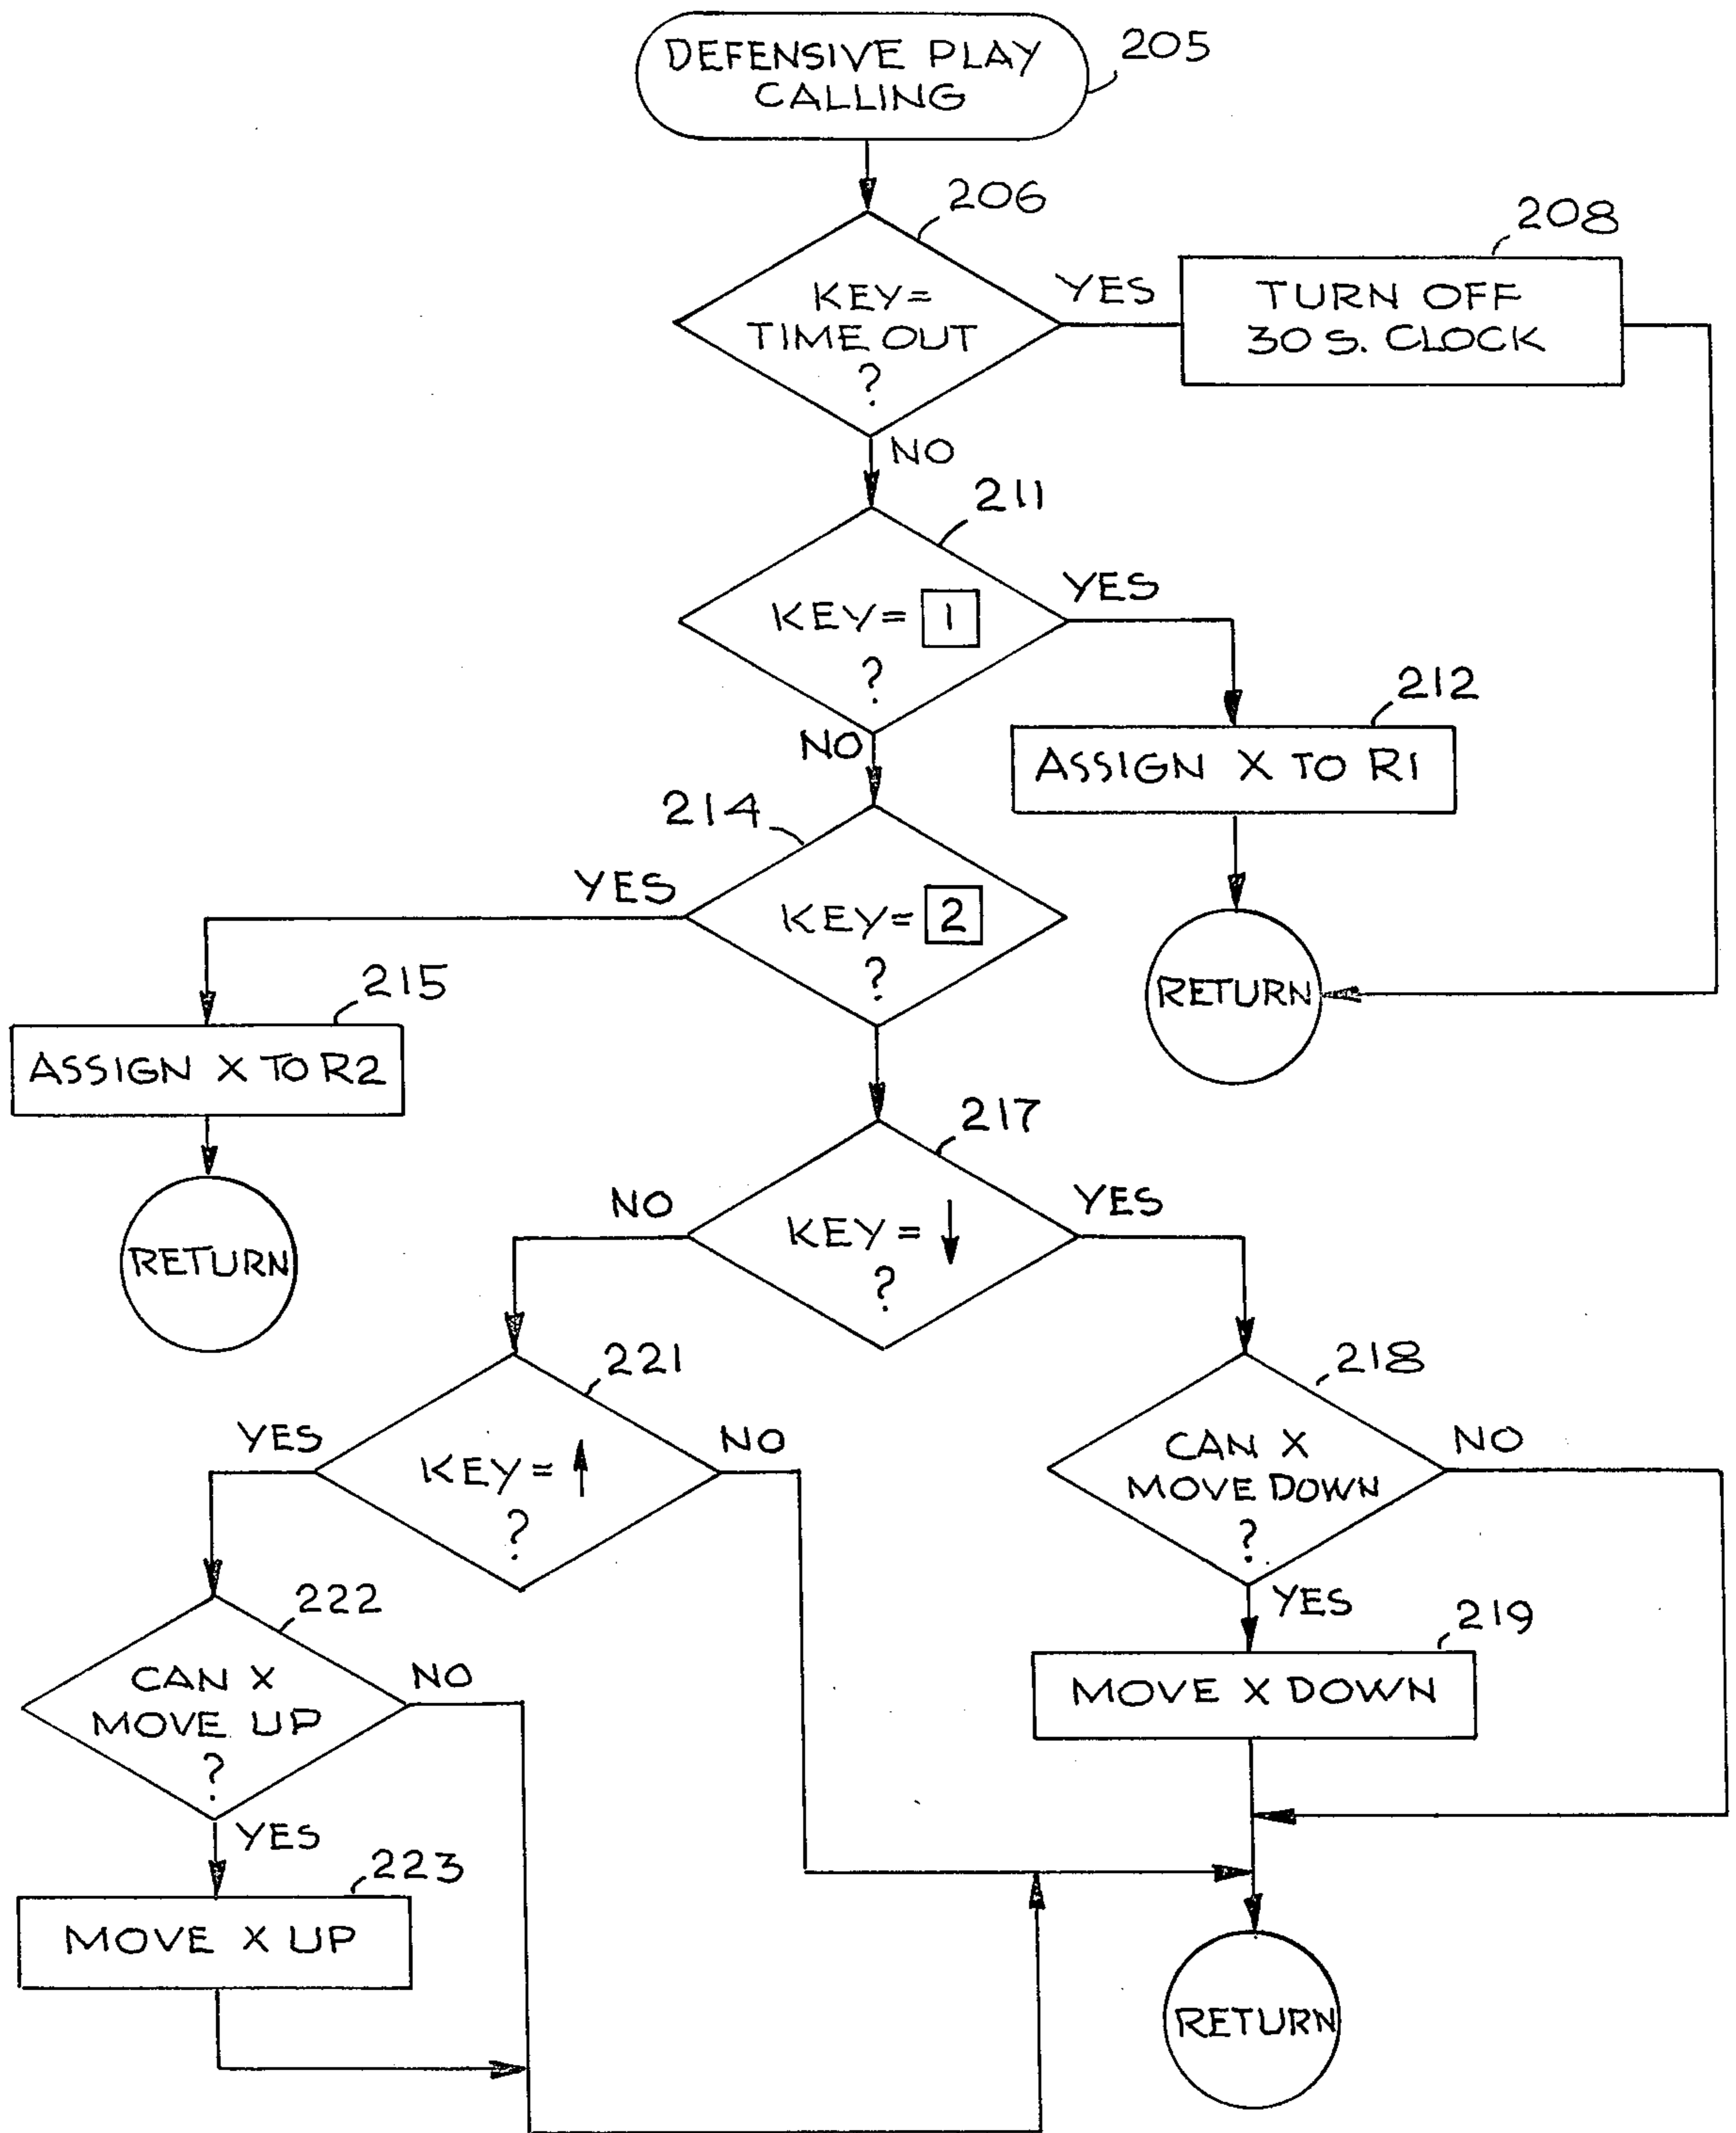 DEFENSIVE PLAY
CALLING
205
206
KEY=
TIME OUT
?
YES
208
TURN OFF
30 S. CLOCK
NO
211
KEY= 1
?
YES
212
ASSIGN X TO R1
NO
214
YES
KEY= 2
?
RETURN
215
ASSIGN X TO R2
217
NO
KEY = ↓
?
YES
RETURN
221
218
YES
KEY = ↑
?
NO
CAN X
MOVE DOWN
?
NO
222
YES
219
CAN X
MOVE UP
?
NO
MOVE X DOWN
YES
223
MOVE X UP
RETURN